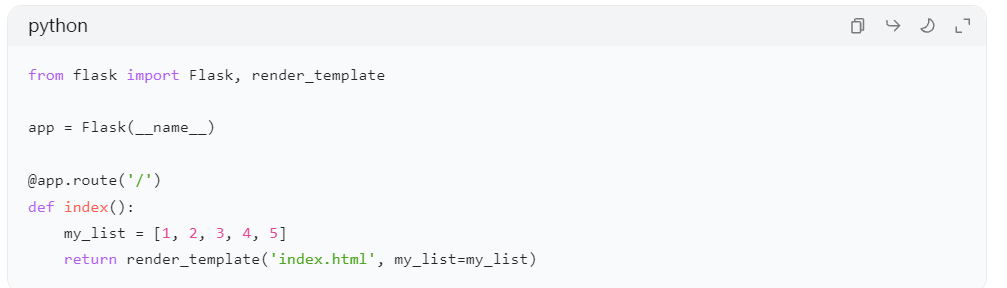 python
from flask import Flask, render_template
app = Flask(__name__)
@app.route('/')
def index():
    my_list = [1, 2, 3, 4, 5]
    return render_template('index.html', my_list=my_list)